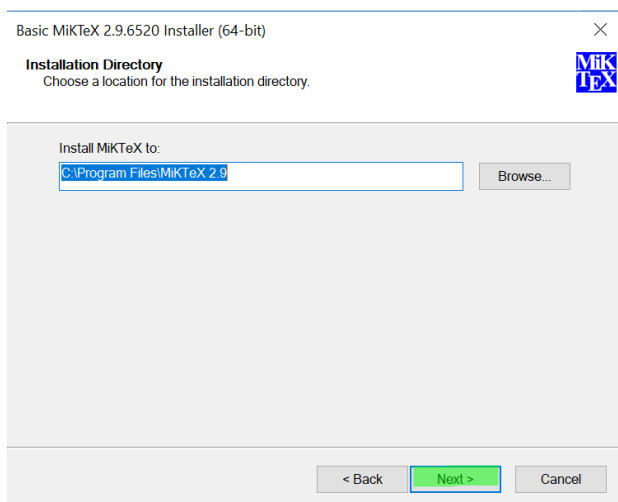 Basic MiKTeX 2.9.6520 Installer (64-bit)
Installation Directory
Choose a location for the installation directory.
MiK
TEX
Install MiKTeX to:
C:\Program Files\MiKTeX 2.9
Browse...
< Back
Next >
Cancel